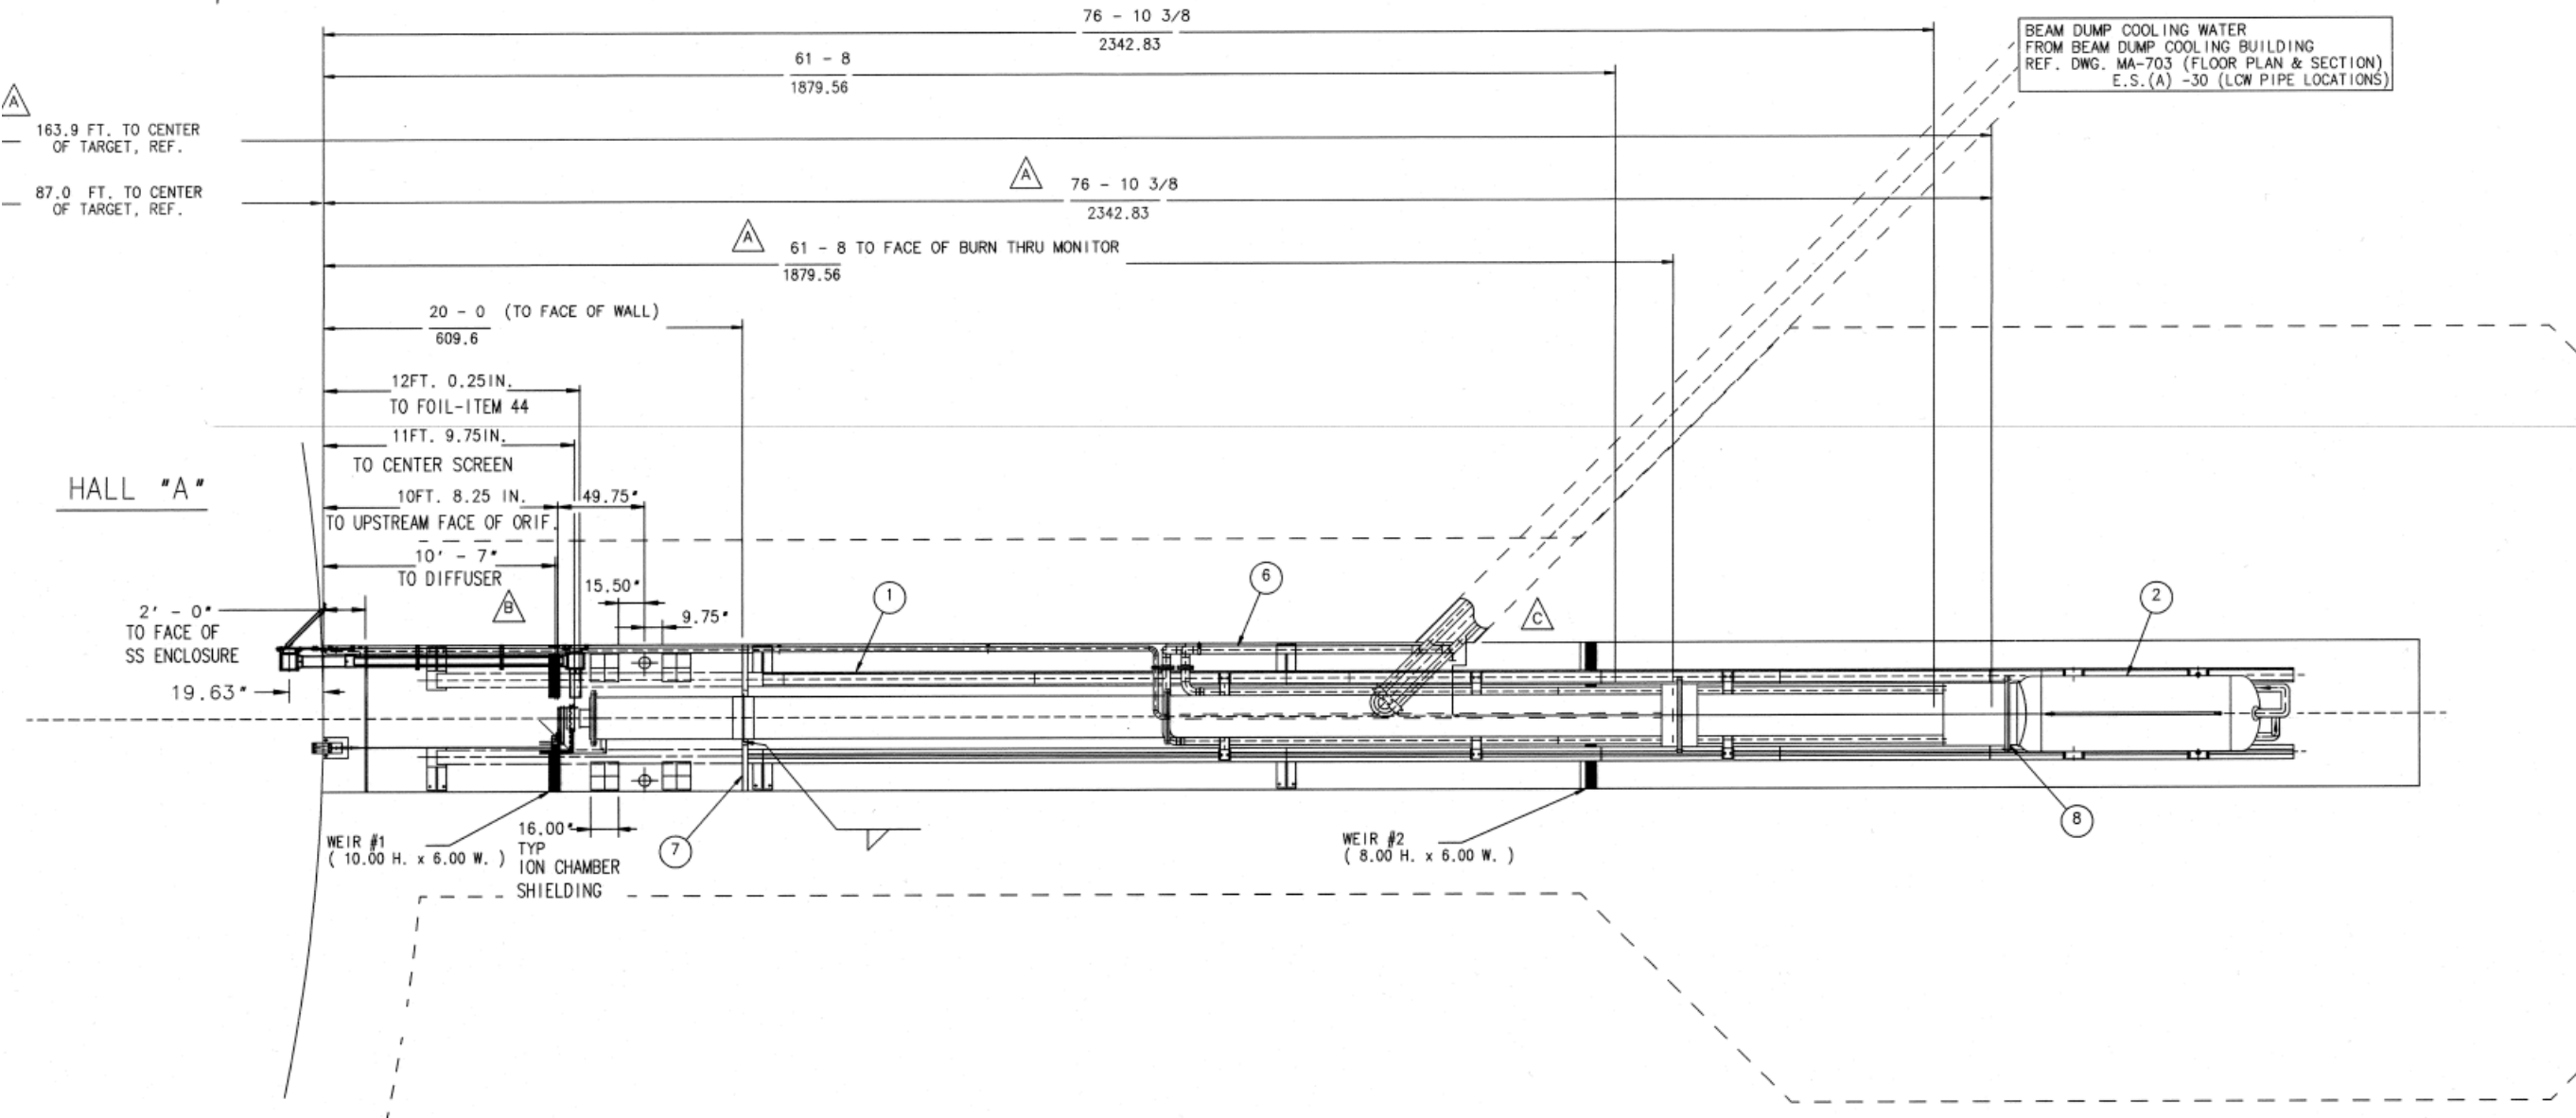 76 - 10 3/8
2342.83
BEAM DUMP COOLING WATER
FROM BEAM DUMP COOLING BUILDING
REF. DWG. MA-703 (FLOOR PLAN & SECTION)
E.S.(A) -30 (LCW PIPE LOCATIONS)
61 - 8
1879.56
A
163.9 FT. TO CENTER
OF TARGET, REF.
A
76 - 10 3/8
2342.83
87.0 FT. TO CENTER
OF TARGET, REF.
A
61 - 8 TO FACE OF BURN THRU MONITOR
1879.56
20 - 0 (TO FACE OF WALL)
609.6
12FT. 0.25IN.
TO FOIL-ITEM 44
11FT. 9.75IN.
TO CENTER SCREEN
HALL "A"
10FT. 8.25 IN.
49.75"
TO UPSTREAM FACE OF ORIF.
10' - 7"
TO DIFFUSER
15.50"
9.75"
1
6
2
B
C
2' - 0"
TO FACE OF
SS ENCLOSURE
19.63"
WEIR #1
( 10.00 H. x 6.00 W. )
16.00"
TYP
ION CHAMBER
SHIELDING
7
WEIR #2
( 8.00 H. x 6.00 W. )
8